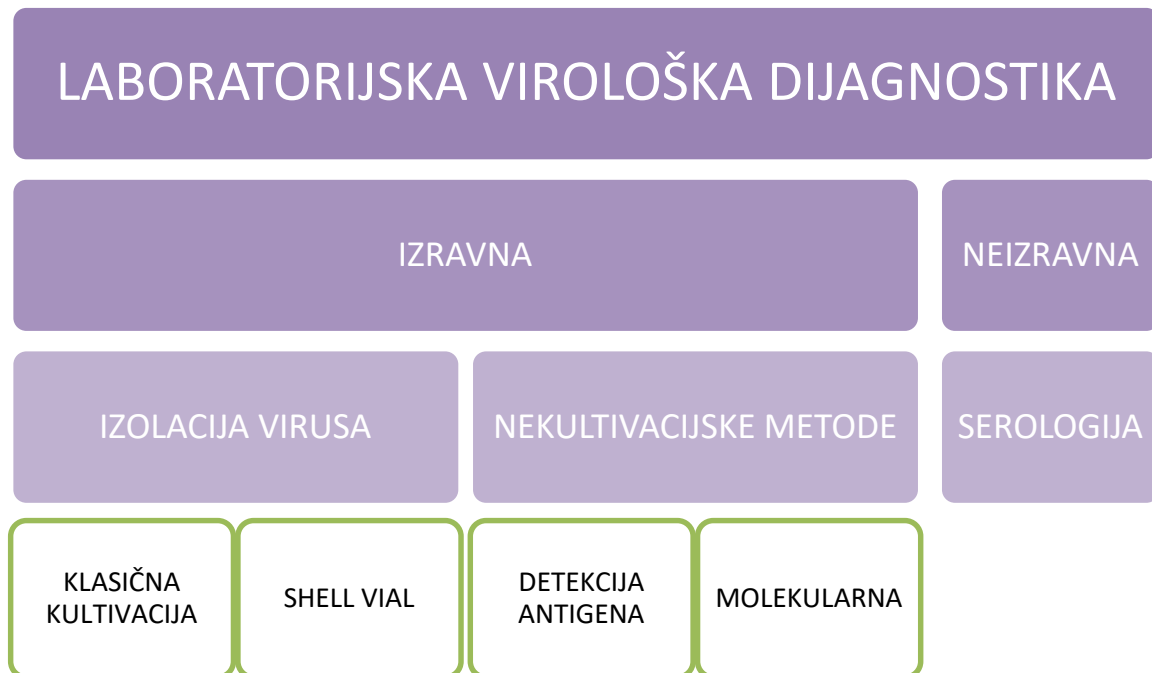 LABORATORIJSKA VIROLOŠKA DIJAGNOSTIKA
IZRAVNA
NEIZRAVNA
IZOLACIJA VIRUSA
NEKULTIVACIJSKE METODE
SEROLOGIJA
KLASIČNA
KULTIVACIJA
SHELL VIAL
DETEKCIJA
ANTIGENA
MOLEKULARNA